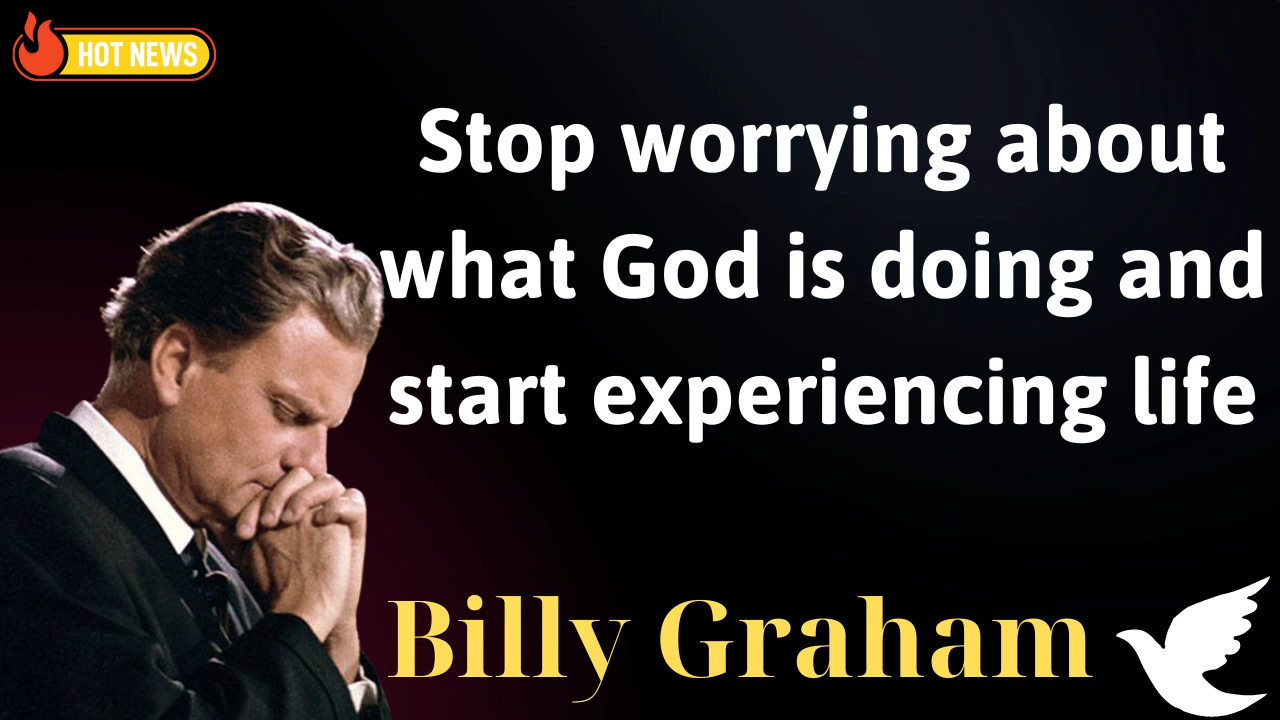 HOT NEWS
Stop worrying about
what God is doing and
start experiencing life
Billy Graham